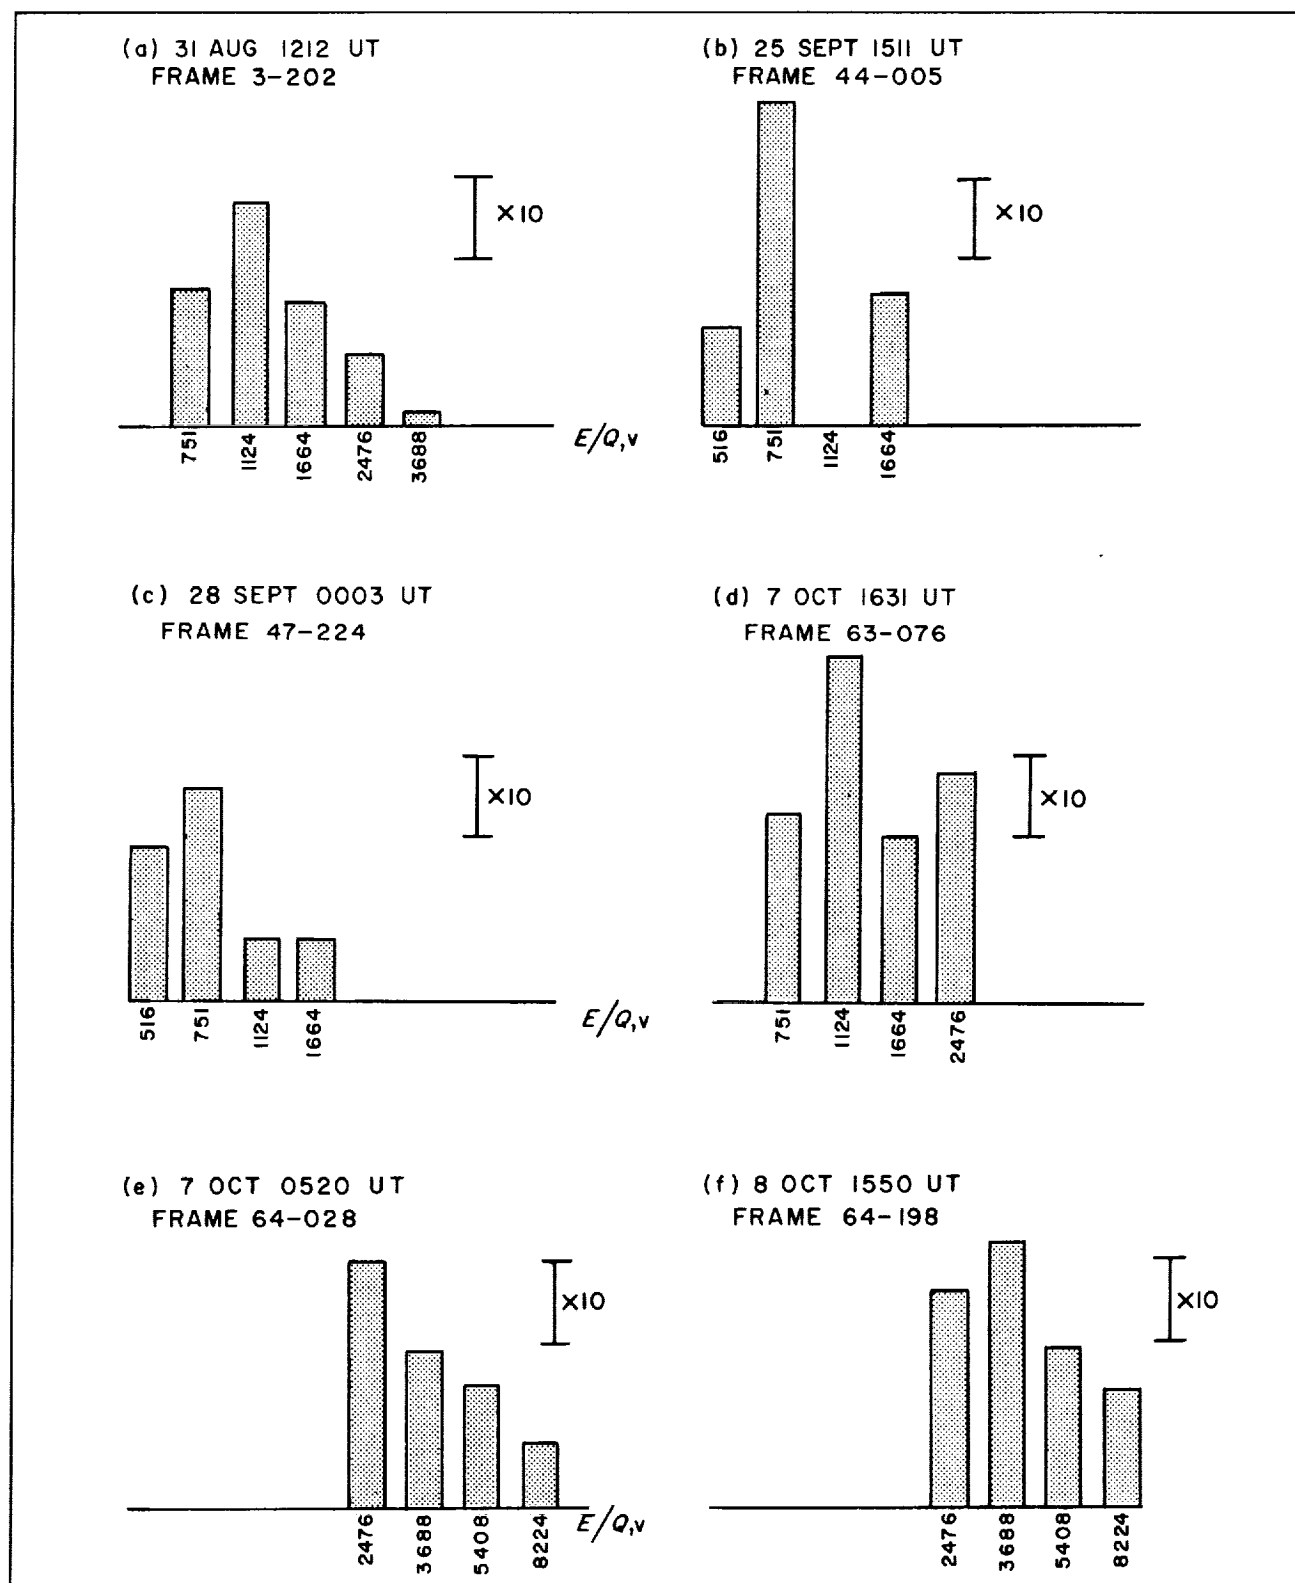 (a) 31 AUG 1212 UT
FRAME 3-202
×10
751 1124 1664 2476 3688
E/Q,v
(b) 25 SEPT 1511 UT
FRAME 44-005
×10
516 751 1124 1664
(c) 28 SEPT 0003 UT
FRAME 47-224
×10
516 751 1124 1664
E/Q,v
(d) 7 OCT 1631 UT
FRAME 63-076
×10
751 1124 1664 2476
(e) 7 OCT 0520 UT
FRAME 64-028
×10
2476 3688 5408 8224
E/Q,v
(f) 8 OCT 1550 UT
FRAME 64-198
×10
2476 3688 5408 8224